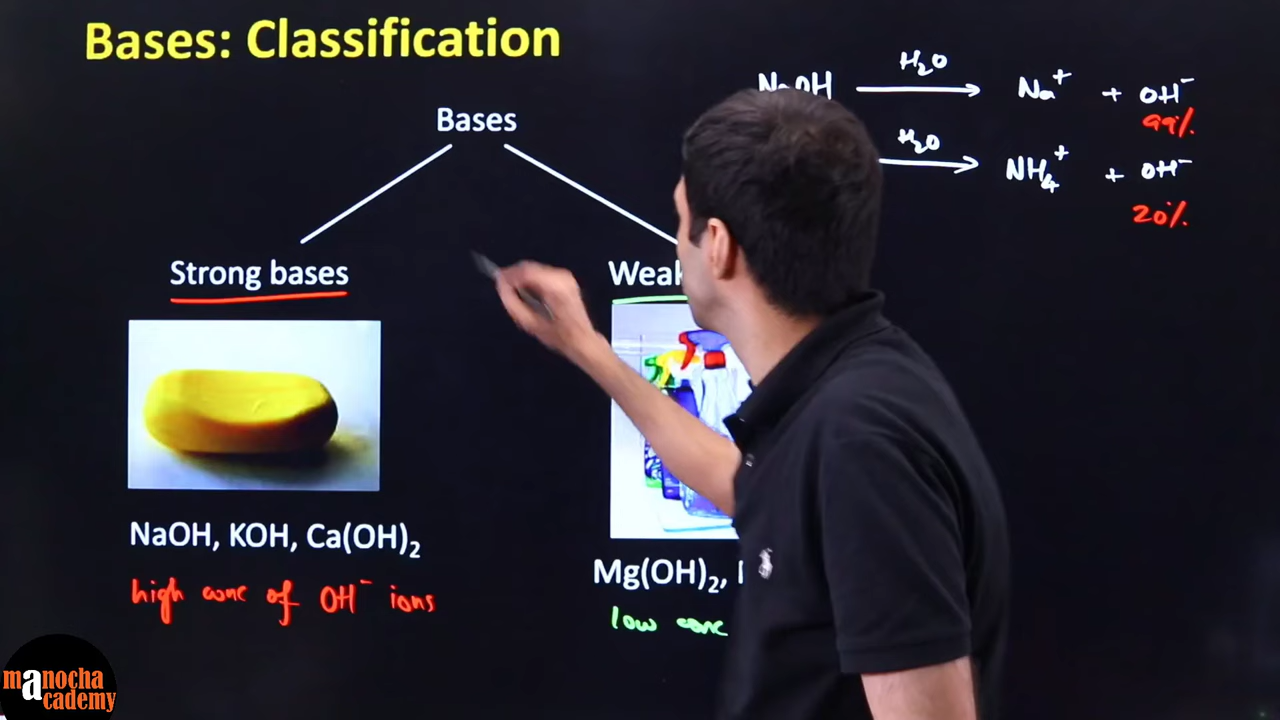 Bases: Classification
NaOH H₂O Na⁺ + OH⁻
99%
H₂O NH₄⁺ + OH⁻
20%
Bases
Strong bases
Weak
NaOH, KOH, Ca(OH)₂
high conc of OH⁻ ions
Mg(OH)₂,
low conc
manocha
academy